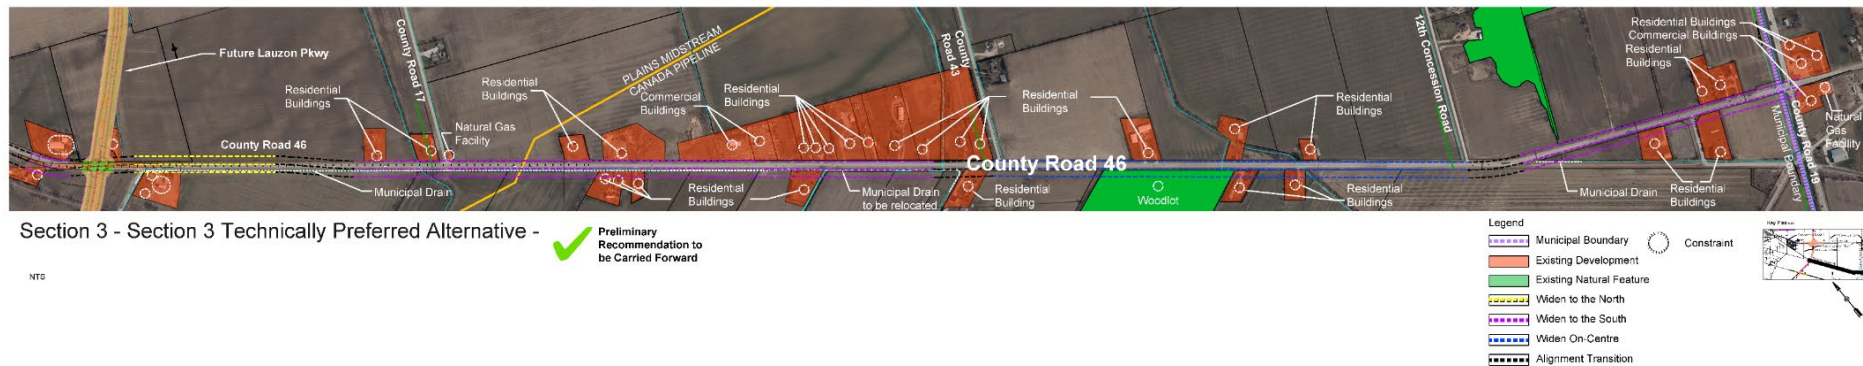 Future Lauzon Pkwy
County Road 17
Residential
Buildings
County Road 46
Natural Gas
Facility
Municipal Drain
Residential
Buildings
PLAINS MIDSTREAM
CANADA PIPELINE
Commercial
Buildings
Residential
Buildings
Residential
Buildings
Municipal Drain
to be relocated
County
Road 43
County Road 46
Residential
Building
Residential
Buildings
Woodlot
Residential
Buildings
Residential
Buildings
12th Concession Road
Residential Buildings
Commercial Buildings
Residential
Buildings
Municipal Drain
Residential
Buildings
County Road 19
Municipal Boundary
Natural
Gas
Facility
Section 3 - Section 3 Technically Preferred Alternative -
Preliminary
Recommendation to
be Carried Forward
NTS
Legend
Municipal Boundary
Existing Development
Existing Natural Feature
Widen to the North
Widen to the South
Widen On-Centre
Alignment Transition
Constraint